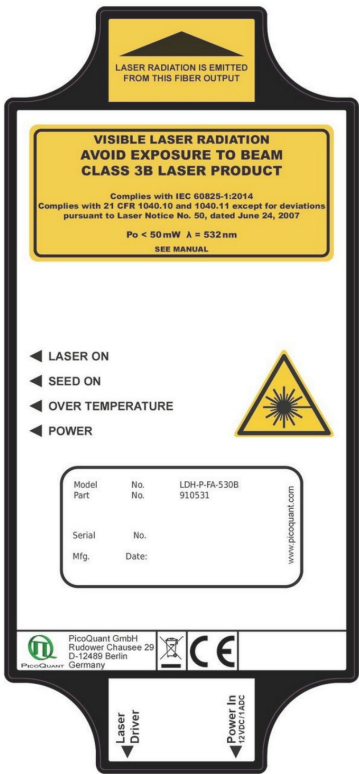 LASER RADIATION IS EMITTED
FROM THIS FIBER OUTPUT
VISIBLE LASER RADIATION
AVOID EXPOSURE TO BEAM
CLASS 3B LASER PRODUCT
Complies with IEC 60825-1:2014
Complies with 21 CFR 1040.10 and 1040.11 except for deviations
pursuant to Laser Notice No. 50, dated June 24, 2007
Po < 50 mW λ = 532 nm
SEE MANUAL
LASER ON
SEED ON
OVER TEMPERATURE
POWER
Model No. LDH-P-FA-530B
Part No. 910531
Serial No.
Mfg. Date:
www.picoquant.com
PICOQUANT
PicoQuant GmbH
Rudower Chausee 29
D-12489 Berlin
Germany
CE
Laser
Driver
Power In
12VDC/1ADC